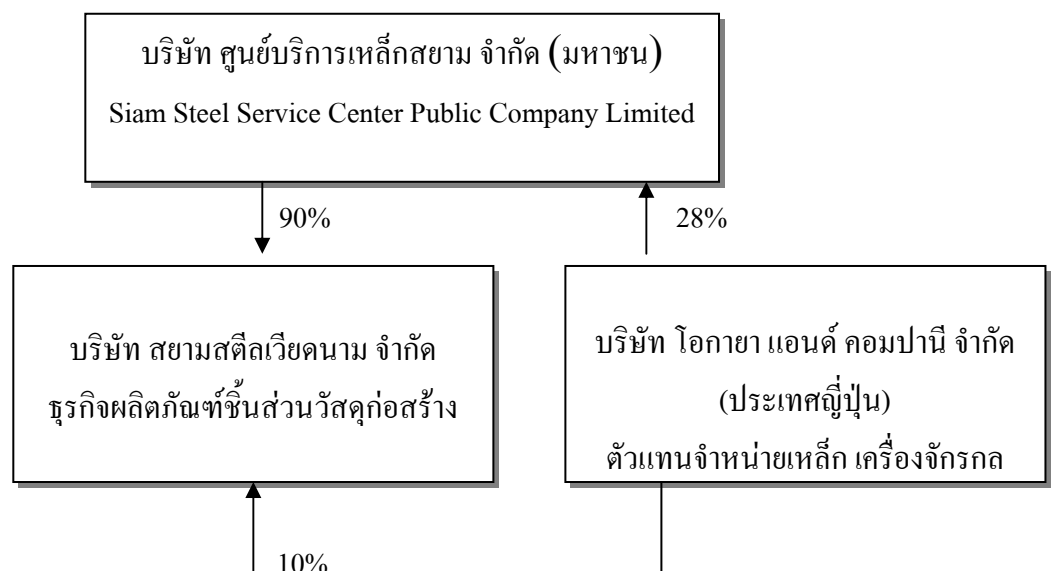 บริษัท ศูนย์บริการเหล็กสยาม จำกัด (มหาชน)
Siam Steel Service Center Public Company Limited
90%
28%
บริษัท สยามสตีลเวียดนาม จำกัด
ธุรกิจผลิตภัณฑ์ชิ้นส่วนวัสดุก่อสร้าง
บริษัท โอกายา แอนด์ คอมปานี จำกัด
(ประเทศญี่ปุ่น)
ตัวแทนจำหน่ายเหล็ก เครื่องจักรกล
10%